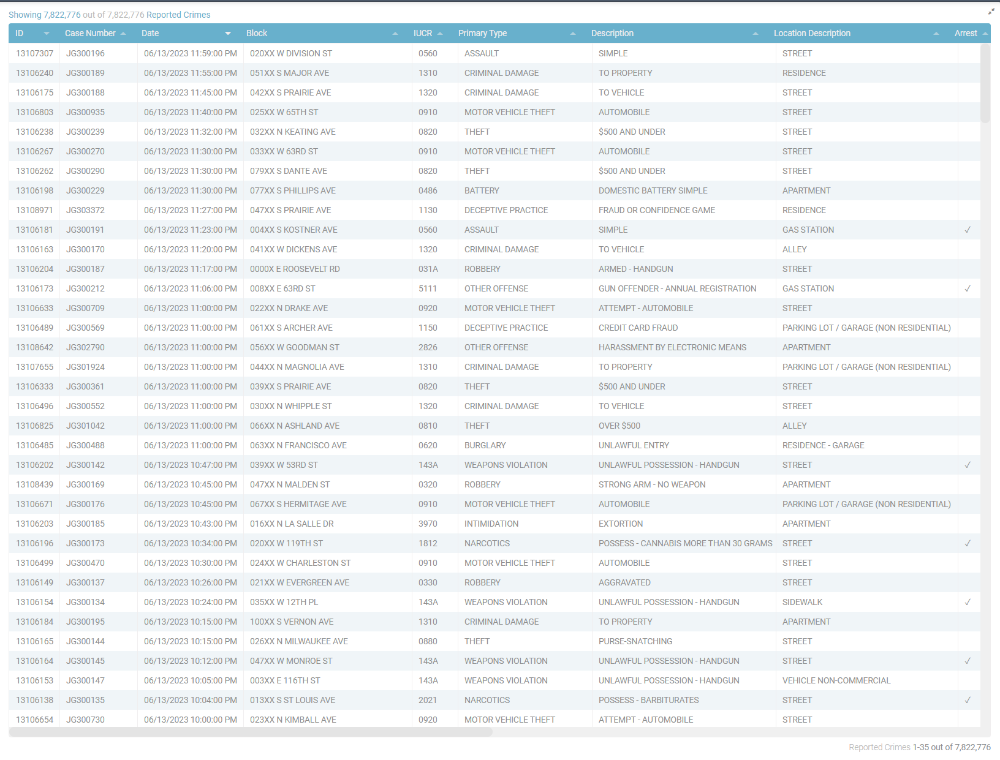 Showing 7,822,776 out of 7,822,776 Reported Crimes
ID Case Number Date Block IUCR Primary Type Description Location Description Arrest
13107307 JG300196 06/13/2023 11:59:00 PM 020XX W DIVISION ST 0560 ASSAULT SIMPLE STREET
13106240 JG300189 06/13/2023 11:55:00 PM 051XX S MAJOR AVE 1310 CRIMINAL DAMAGE TO PROPERTY RESIDENCE
13106175 JG300188 06/13/2023 11:45:00 PM 042XX S PRAIRIE AVE 1320 CRIMINAL DAMAGE TO VEHICLE STREET
13106803 JG300935 06/13/2023 11:40:00 PM 025XX W 65TH ST 0910 MOTOR VEHICLE THEFT AUTOMOBILE STREET
13106238 JG300239 06/13/2023 11:32:00 PM 032XX N KEATING AVE 0820 THEFT $500 AND UNDER STREET
13106267 JG300270 06/13/2023 11:30:00 PM 033XX W 63RD ST 0910 MOTOR VEHICLE THEFT AUTOMOBILE STREET
13106262 JG300290 06/13/2023 11:30:00 PM 079XX S DANTE AVE 0820 THEFT $500 AND UNDER STREET
13106198 JG300229 06/13/2023 11:30:00 PM 077XX S PHILLIPS AVE 0486 BATTERY DOMESTIC BATTERY SIMPLE APARTMENT
13108971 JG303372 06/13/2023 11:27:00 PM 047XX S PRAIRIE AVE 1130 DECEPTIVE PRACTICE FRAUD OR CONFIDENCE GAME RESIDENCE
13106181 JG300191 06/13/2023 11:23:00 PM 004XX S KOSTNER AVE 0560 ASSAULT SIMPLE GAS STATION ✓
13106163 JG300170 06/13/2023 11:20:00 PM 041XX W DICKENS AVE 1320 CRIMINAL DAMAGE TO VEHICLE ALLEY
13106204 JG300187 06/13/2023 11:17:00 PM 0000X E ROOSEVELT RD 031A ROBBERY ARMED - HANDGUN STREET
13106173 JG300212 06/13/2023 11:06:00 PM 008XX E 63RD ST 5111 OTHER OFFENSE GUN OFFENDER - ANNUAL REGISTRATION GAS STATION ✓
13106633 JG300709 06/13/2023 11:00:00 PM 022XX N DRAKE AVE 0920 MOTOR VEHICLE THEFT ATTEMPT - AUTOMOBILE STREET
13106489 JG300569 06/13/2023 11:00:00 PM 061XX S ARCHER AVE 1150 DECEPTIVE PRACTICE CREDIT CARD FRAUD PARKING LOT / GARAGE (NON RESIDENTIAL)
13108642 JG302790 06/13/2023 11:00:00 PM 056XX W GOODMAN ST 2826 OTHER OFFENSE HARASSMENT BY ELECTRONIC MEANS APARTMENT
13107655 JG301924 06/13/2023 11:00:00 PM 044XX N MAGNOLIA AVE 1310 CRIMINAL DAMAGE TO PROPERTY PARKING LOT / GARAGE (NON RESIDENTIAL)
13106333 JG300361 06/13/2023 11:00:00 PM 039XX S PRAIRIE AVE 0820 THEFT $500 AND UNDER STREET
13106496 JG300552 06/13/2023 11:00:00 PM 030XX N WHIPPLE ST 1320 CRIMINAL DAMAGE TO VEHICLE STREET
13106825 JG301042 06/13/2023 11:00:00 PM 066XX N ASHLAND AVE 0810 THEFT OVER $500 ALLEY
13106485 JG300488 06/13/2023 11:00:00 PM 063XX N FRANCISCO AVE 0620 BURGLARY UNLAWFUL ENTRY RESIDENCE - GARAGE
13106202 JG300142 06/13/2023 10:47:00 PM 039XX W 53RD ST 143A WEAPONS VIOLATION UNLAWFUL POSSESSION - HANDGUN STREET ✓
13108439 JG300169 06/13/2023 10:45:00 PM 047XX N MALDEN ST 0320 ROBBERY STRONG ARM - NO WEAPON APARTMENT
13106671 JG300176 06/13/2023 10:45:00 PM 067XX S HERMITAGE AVE 0910 MOTOR VEHICLE THEFT AUTOMOBILE PARKING LOT / GARAGE (NON RESIDENTIAL)
13106203 JG300185 06/13/2023 10:43:00 PM 016XX N LA SALLE DR 3970 INTIMIDATION EXTORTION APARTMENT
13106196 JG300173 06/13/2023 10:34:00 PM 020XX W 119TH ST 1812 NARCOTICS POSSESS - CANNABIS MORE THAN 30 GRAMS STREET ✓
13106499 JG300470 06/13/2023 10:30:00 PM 024XX W CHARLESTON ST 0910 MOTOR VEHICLE THEFT AUTOMOBILE STREET
13106149 JG300137 06/13/2023 10:26:00 PM 021XX W EVERGREEN AVE 0330 ROBBERY AGGRAVATED STREET
13106154 JG300134 06/13/2023 10:24:00 PM 035XX W 12TH PL 143A WEAPONS VIOLATION UNLAWFUL POSSESSION - HANDGUN SIDEWALK ✓
13106184 JG300195 06/13/2023 10:15:00 PM 100XX S VERNON AVE 1310 CRIMINAL DAMAGE TO PROPERTY APARTMENT
13106165 JG300144 06/13/2023 10:15:00 PM 026XX N MILWAUKEE AVE 0880 THEFT PURSE-SNATCHING STREET
13106164 JG300145 06/13/2023 10:12:00 PM 047XX W MONROE ST 143A WEAPONS VIOLATION UNLAWFUL POSSESSION - HANDGUN STREET ✓
13106153 JG300147 06/13/2023 10:05:00 PM 003XX E 116TH ST 143A WEAPONS VIOLATION UNLAWFUL POSSESSION - HANDGUN VEHICLE NON-COMMERCIAL
13106138 JG300135 06/13/2023 10:04:00 PM 013XX S ST LOUIS AVE 2021 NARCOTICS POSSESS - BARBITURATES STREET ✓
13106654 JG300730 06/13/2023 10:00:00 PM 023XX N KIMBALL AVE 0920 MOTOR VEHICLE THEFT ATTEMPT - AUTOMOBILE STREET
Reported Crimes 1-35 out of 7,822,776